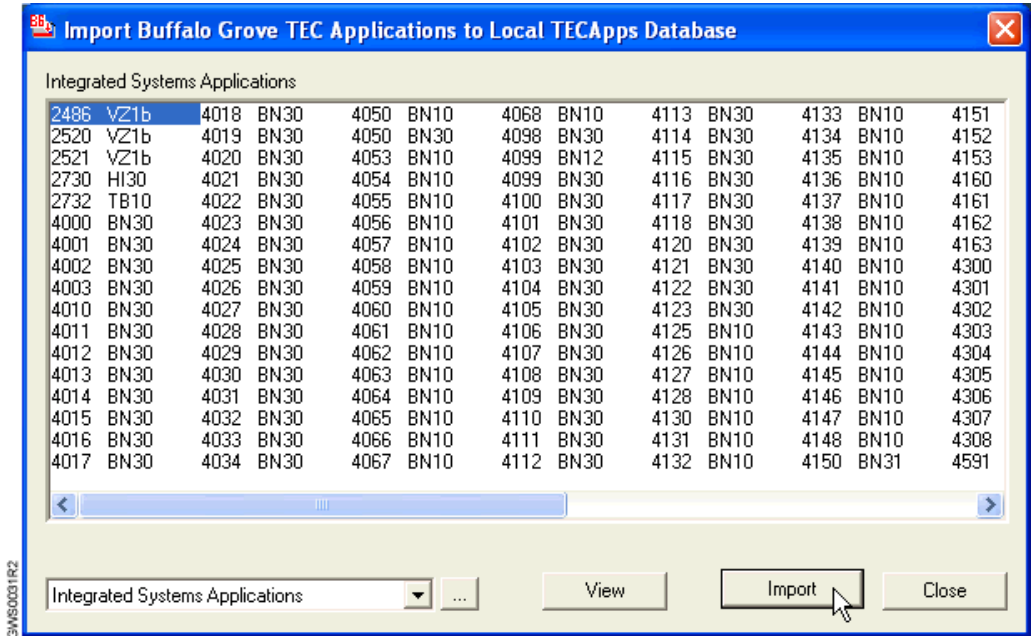 Import Buffalo Grove TEC Applications to Local TECApps Database
Integrated Systems Applications
2486 VZ1b 4018 BN30 4050 BN10 4068 BN10 4113 BN30 4133 BN10 4151
2520 VZ1b 4019 BN30 4050 BN30 4098 BN30 4114 BN30 4134 BN10 4152
2521 VZ1b 4020 BN30 4053 BN10 4099 BN12 4115 BN30 4135 BN10 4153
2730 HI30 4021 BN30 4054 BN10 4099 BN30 4116 BN30 4136 BN10 4160
2732 TB10 4022 BN30 4055 BN10 4100 BN30 4117 BN30 4137 BN10 4161
4000 BN30 4023 BN30 4056 BN10 4101 BN30 4118 BN30 4138 BN10 4162
4001 BN30 4024 BN30 4057 BN10 4102 BN30 4120 BN30 4139 BN10 4163
4002 BN30 4025 BN30 4058 BN10 4103 BN30 4121 BN30 4140 BN10 4300
4003 BN30 4026 BN30 4059 BN10 4104 BN30 4122 BN30 4141 BN10 4301
4010 BN30 4027 BN30 4060 BN10 4105 BN30 4123 BN30 4142 BN10 4302
4011 BN30 4028 BN30 4061 BN10 4106 BN30 4125 BN10 4143 BN10 4303
4012 BN30 4029 BN30 4062 BN10 4107 BN30 4126 BN10 4144 BN10 4304
4013 BN30 4030 BN30 4063 BN10 4108 BN30 4127 BN10 4145 BN10 4305
4014 BN30 4031 BN30 4064 BN10 4109 BN30 4128 BN10 4146 BN10 4306
4015 BN30 4032 BN30 4065 BN10 4110 BN30 4130 BN10 4147 BN10 4307
4016 BN30 4033 BN30 4066 BN10 4111 BN30 4131 BN10 4148 BN10 4308
4017 BN30 4034 BN30 4067 BN10 4112 BN30 4132 BN10 4150 BN31 4591
Integrated Systems Applications ... View Import Close